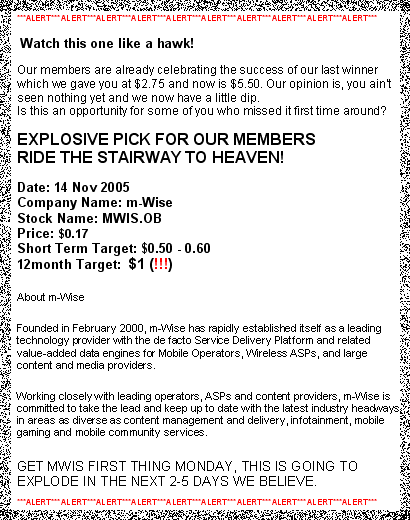 ***ALERT***ALERT***ALERT***ALERT***ALERT***ALERT***ALERT***ALERT***ALERT***
Watch this one like a hawk!
Our members are already celebrating the success of our last winner
which we gave you at $2.75 and now is $5.50. Our opinion is, you ain't
seen nothing yet and we now have a little dip.
Is this an opportunity for some of you who missed it first time around?
EXPLOSIVE PICK FOR OUR MEMBERS
RIDE THE STAIRWAY TO HEAVEN!
Date: 14 Nov 2005
Company Name: m-Wise
Stock Name: MWIS.OB
Price: $0.17
Short Term Target: $0.50 - 0.60
12month Target: $1 (!!!)
About m-Wise
Founded in February 2000, m-Wise has rapidly established itself as a leading
technology provider with the de facto Service Delivery Platform and related
value-added data engines for Mobile Operators, Wireless ASPs, and large
content and media providers.
Working closely with leading operators, ASPs and content providers, m-Wise is
committed to take the lead and keep up to date with the latest industry headways
in areas as diverse as content management and delivery, infotainment, mobile
gaming and mobile community services.
GET MWIS FIRST THING MONDAY, THIS IS GOING TO
EXPLODE IN THE NEXT 2-5 DAYS WE BELIEVE.
***ALERT***ALERT***ALERT***ALERT***ALERT***ALERT***ALERT***ALERT***ALERT***